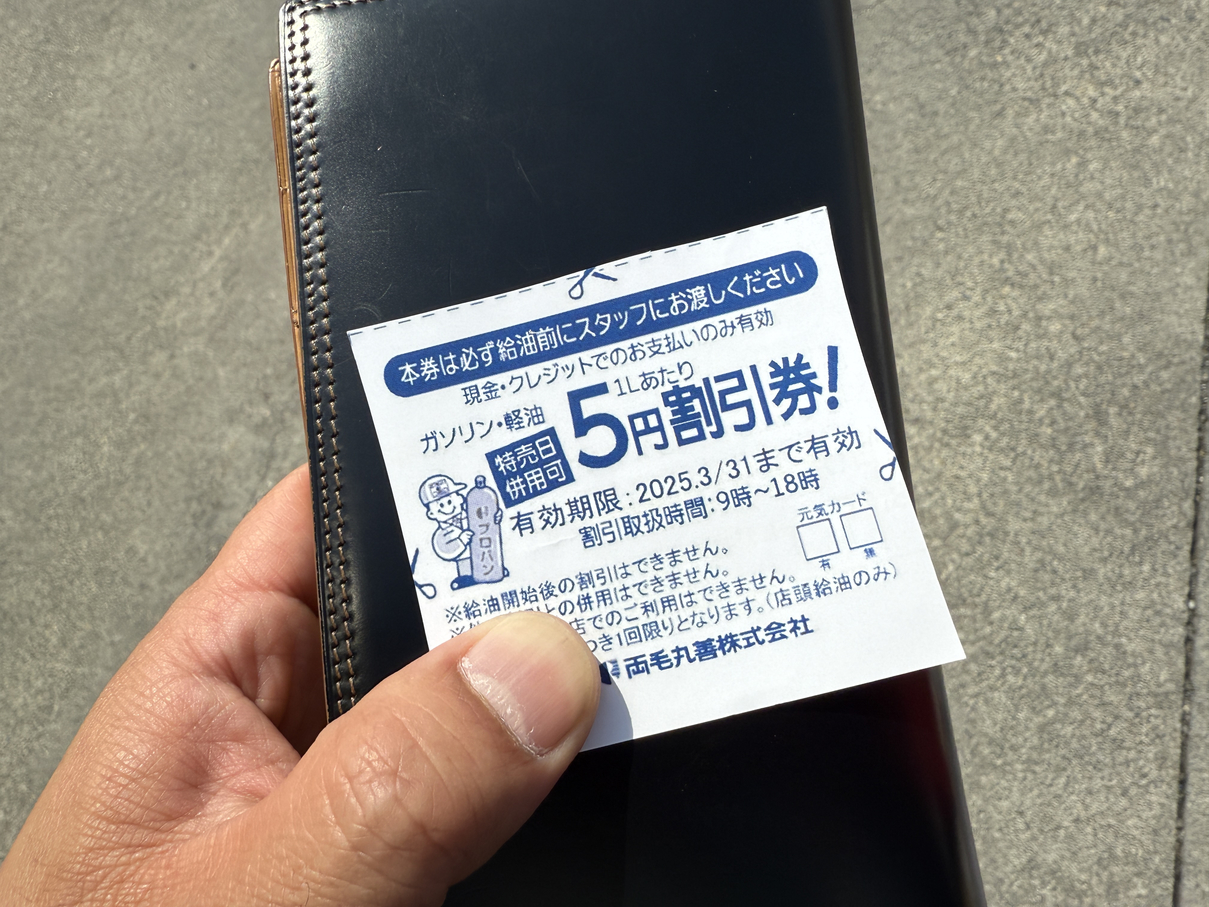 本券は必ず給油前にスタッフにお渡しください
現金・クレジットでのお支払いのみ有効
ガソリン・軽油
1Lあたり
5円割引券!
特売日
併用可
有効期限:2025.3/31まで有効
割引取扱時間:9時~18時
プロパン
元気カード
有 無
※給油開始後の割引はできません。
※ との併用はできません。
店でのご利用はできません。
つき1回限りとなります。(店頭給油のみ)
両毛丸善株式会社